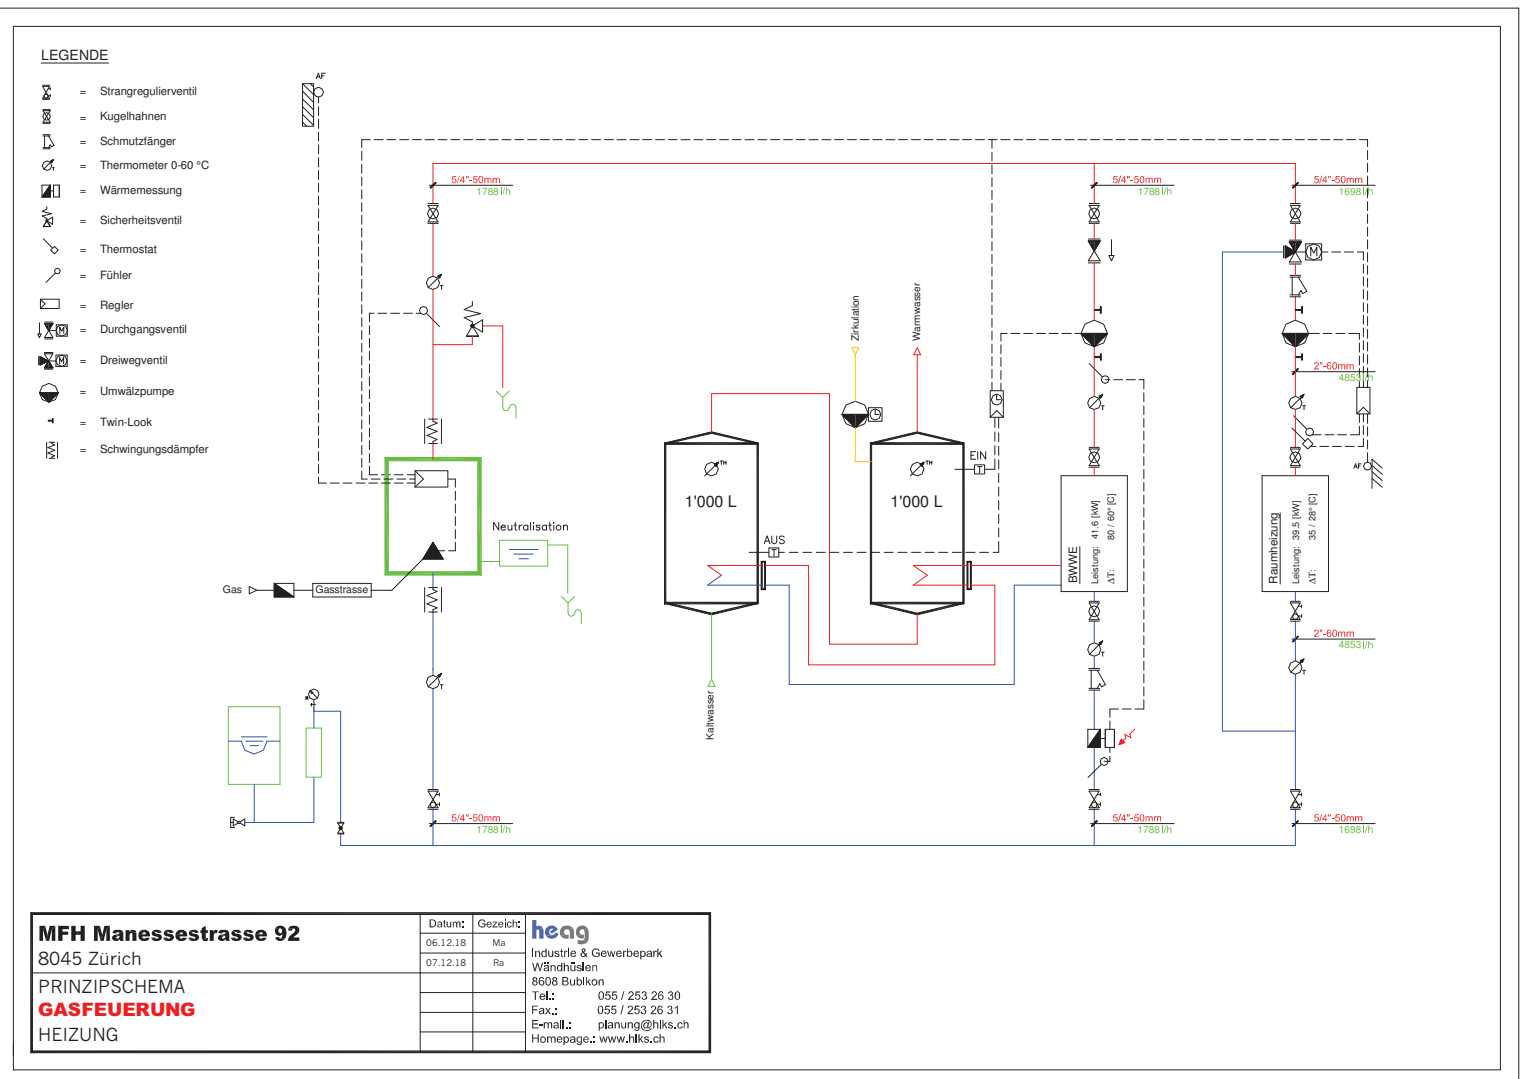 LEGENDE
= Strangregulierventil
= Kugelhahnen
= Schmutzfänger
T = Thermometer 0-60 °C
= Wärmemessung
= Sicherheitsventil
= Thermostat
= Fühler
= Regler
M = Durchgangsventil
M = Dreiwegventil
= Umwälzpumpe
= Twin-Look
= Schwingungsdämpfer
AF
5/4"-50mm
1788 l/h
5/4"-50mm
1788 l/h
5/4"-50mm
1698 l/h
T
M
Zirkulation
Warmwasser
2"-60mm
4853 l/h
T
T
EIN
T
AF
TH
1'000 L
TH
1'000 L
AUS
T
Neutralisation
Gas
Gasstrasse
BWWE
Leistung: 41.6 [kW]
ΔT: 80 / 60° [C]
Raumheizung
Leistung: 39.5 [kW]
ΔT: 35 / 28° [C]
2"-60mm
4853 l/h
T
T
T
Kaltwasser
5/4"-50mm
1788 l/h
5/4"-50mm
1788 l/h
5/4"-50mm
1698 l/h
MFH Manessestrasse 92
8045 Zürich
PRINZIPSCHEMA
GASFEUERUNG
HEIZUNG
Datum: Gezeich:
06.12.18 Ma
07.12.18 Ra
heag
Industrie & Gewerbepark
Wändhüslen
8608 Bubikon
Tel.: 055 / 253 26 30
Fax.: 055 / 253 26 31
E-mail.: planung@hlks.ch
Homepage.: www.hlks.ch